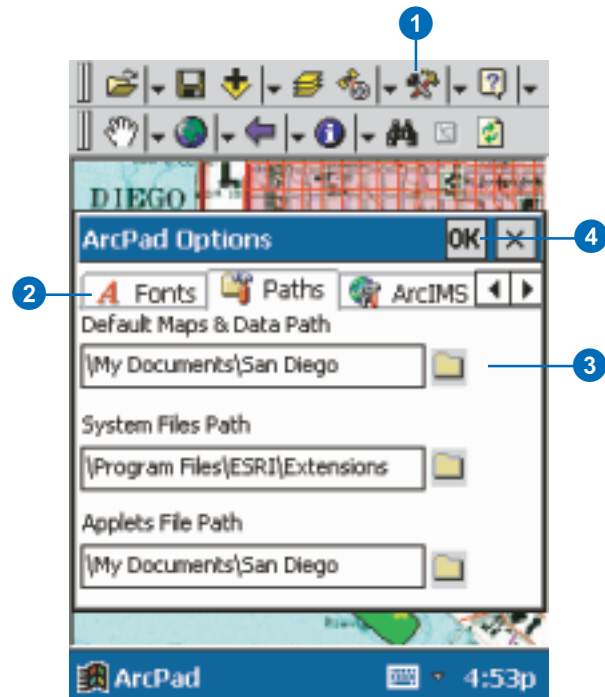 1
DIEGO
ArcPad Options
OK
4
2
Fonts
Paths
ArcIMS
Default Maps & Data Path
\My Documents\San Diego
3
System Files Path
\Program Files\ESRI\Extensions
Applets File Path
\My Documents\San Diego
ArcPad
4:53p